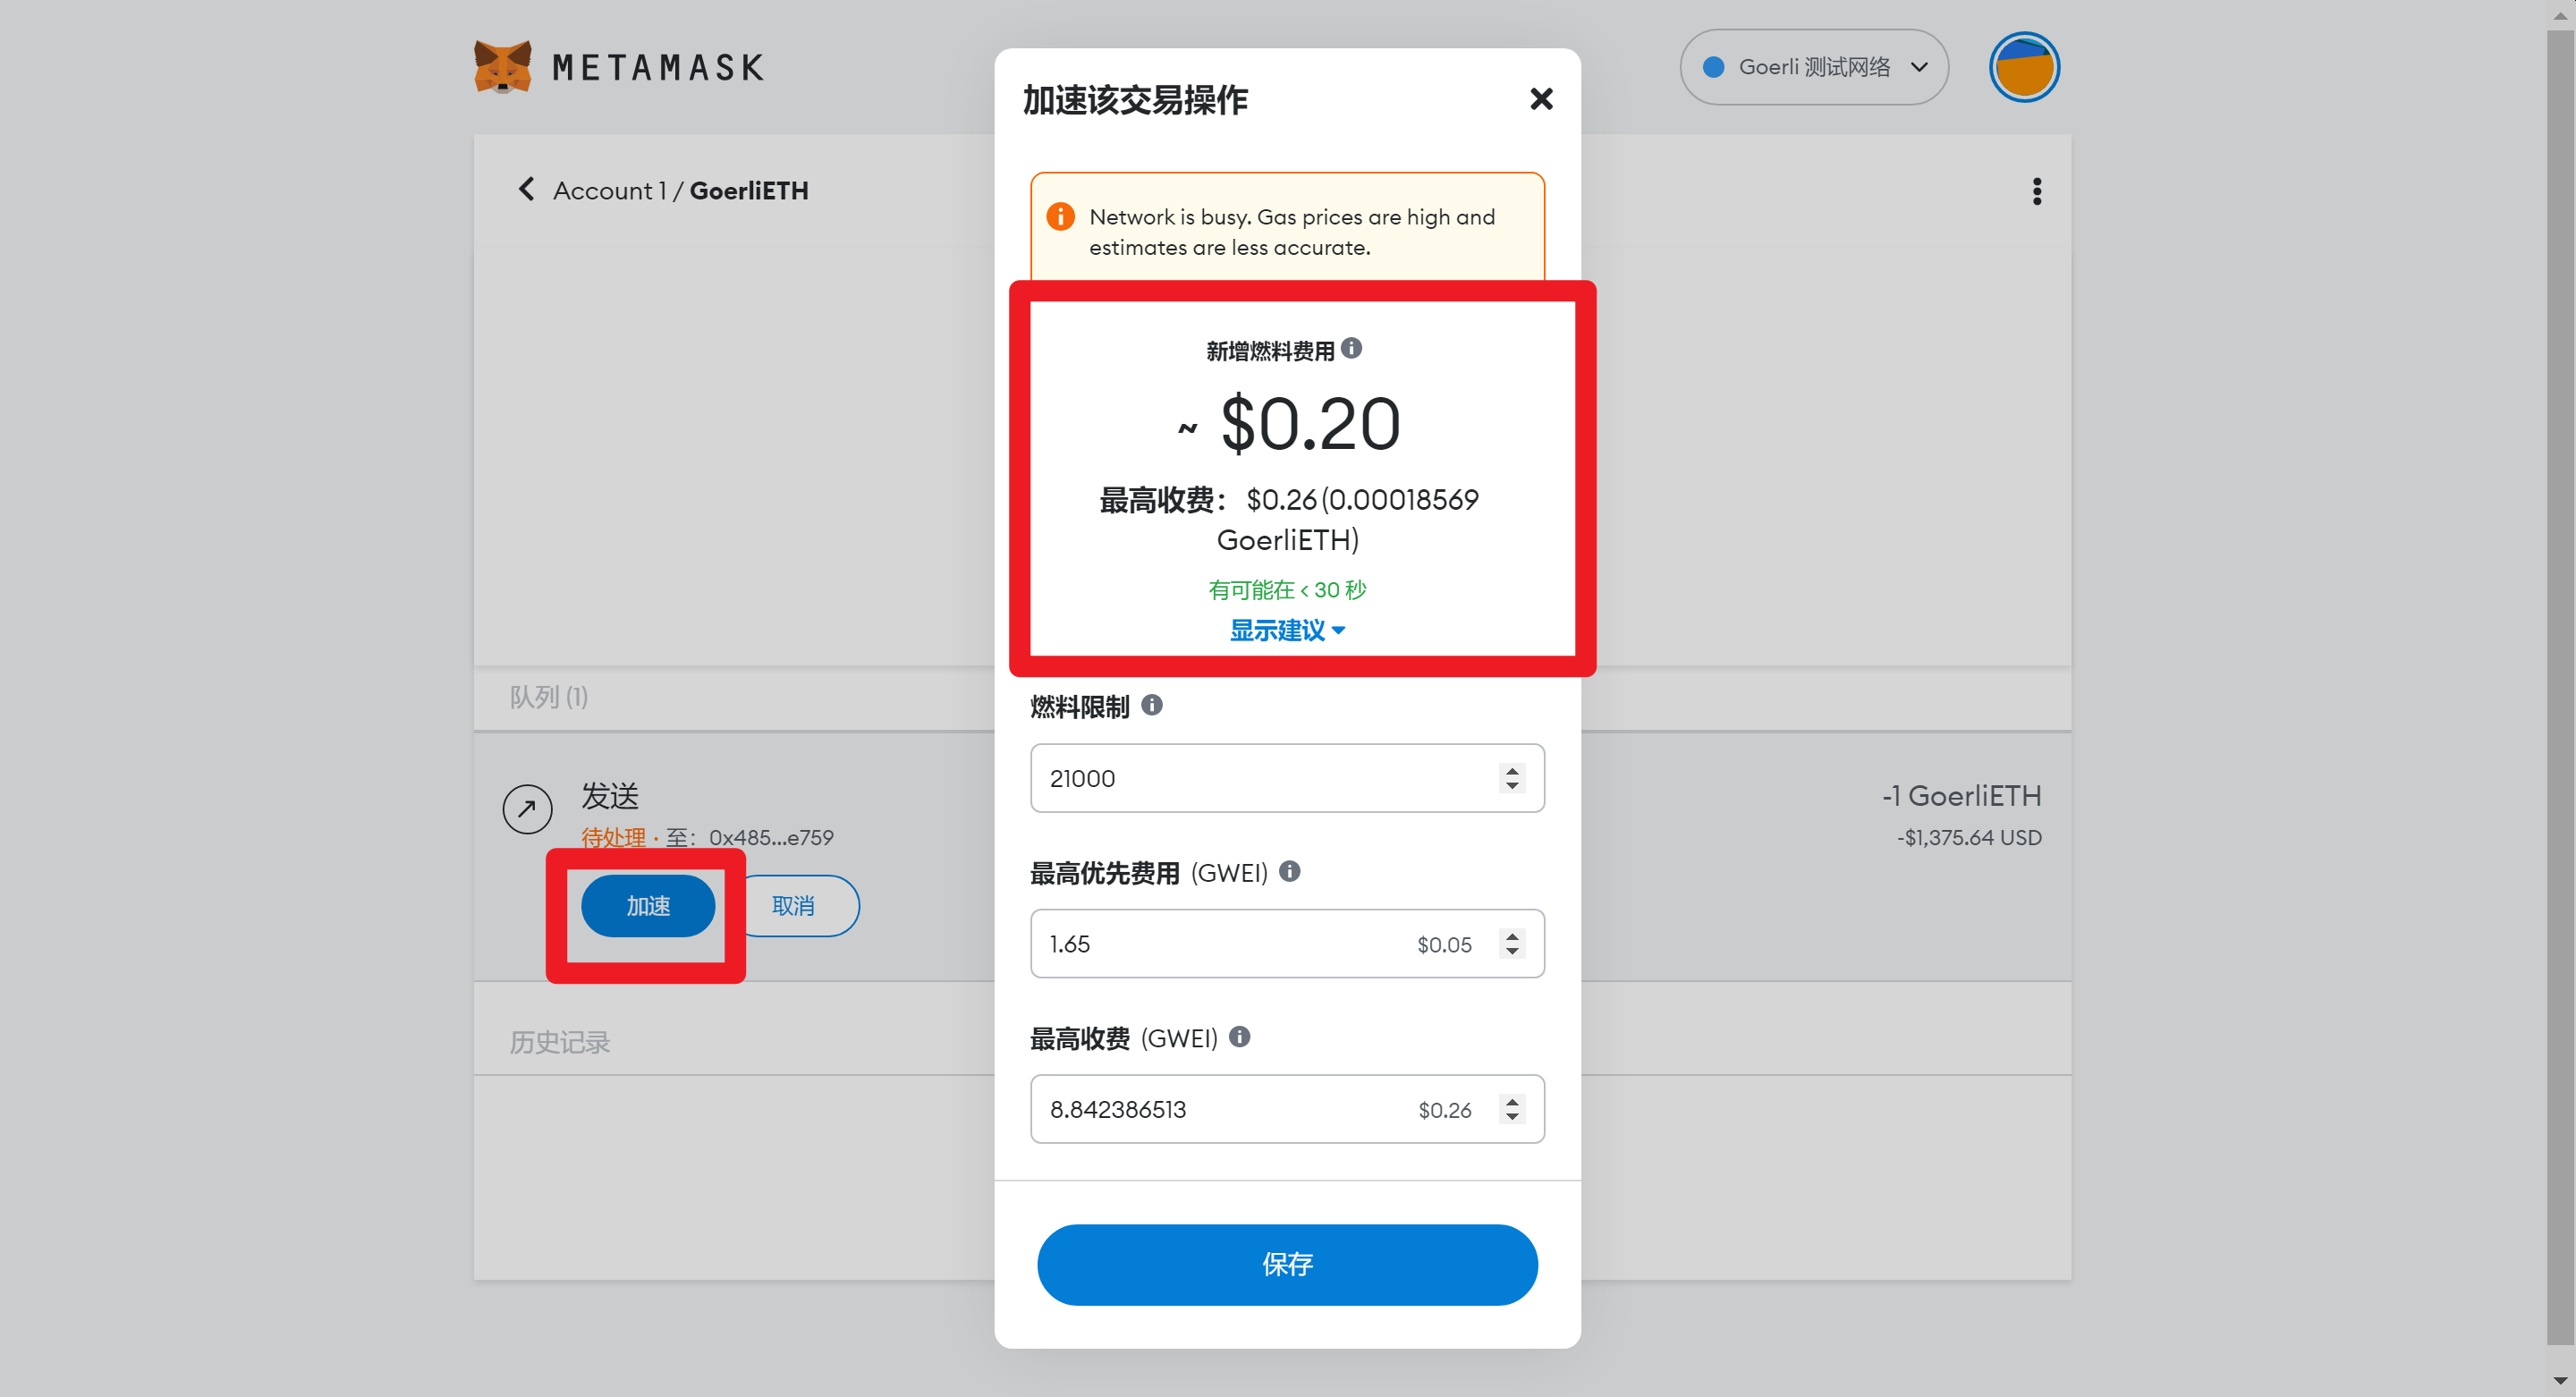 METAMASK
Goerli 测试网络
Account 1 / GoerliETH
加速该交易操作
Network is busy. Gas prices are high and
estimates are less accurate.
新增燃料费用
~ $0.20
最高收费： $0.26(0.00018569
GoerliETH)
有可能在 < 30 秒
显示建议
燃料限制
21000
最高优先费用 (GWEI)
1.65 $0.05
最高收费 (GWEI)
8.842386513 $0.26
保存
队列 (1)
发送
待处理 · 至： 0x485...e759
加速
取消
-1 GoerliETH
-$1,375.64 USD
历史记录